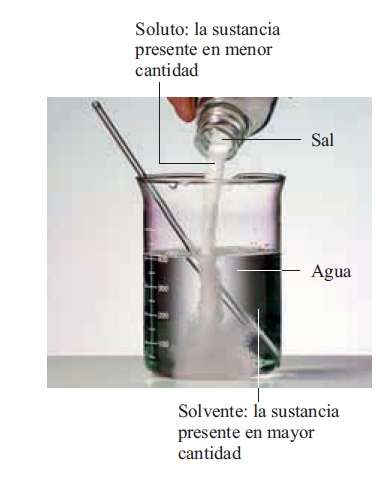 Soluto: la sustancia
presente en menor
cantidad
Sal
Agua
Solvente: la sustancia
presente en mayor
cantidad